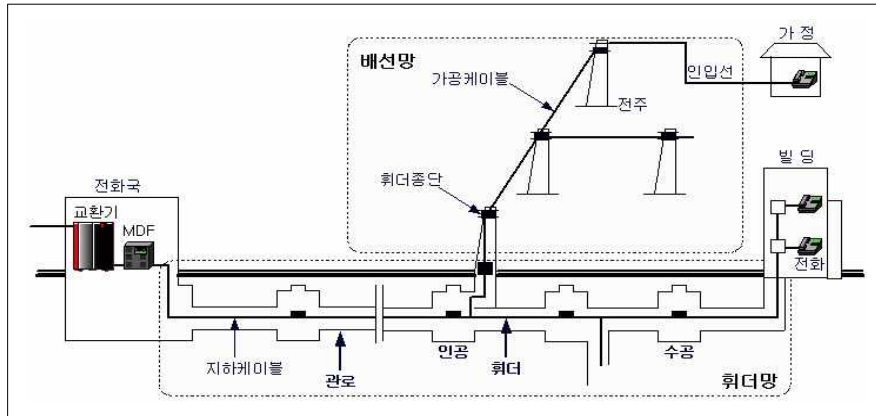 가 정
배선망
가공케이블
인입선
전주
빌 딩
전화국
휘더종단
교환기
MDF
전화
인공
수공
지하케이블
관로
휘더
휘더망